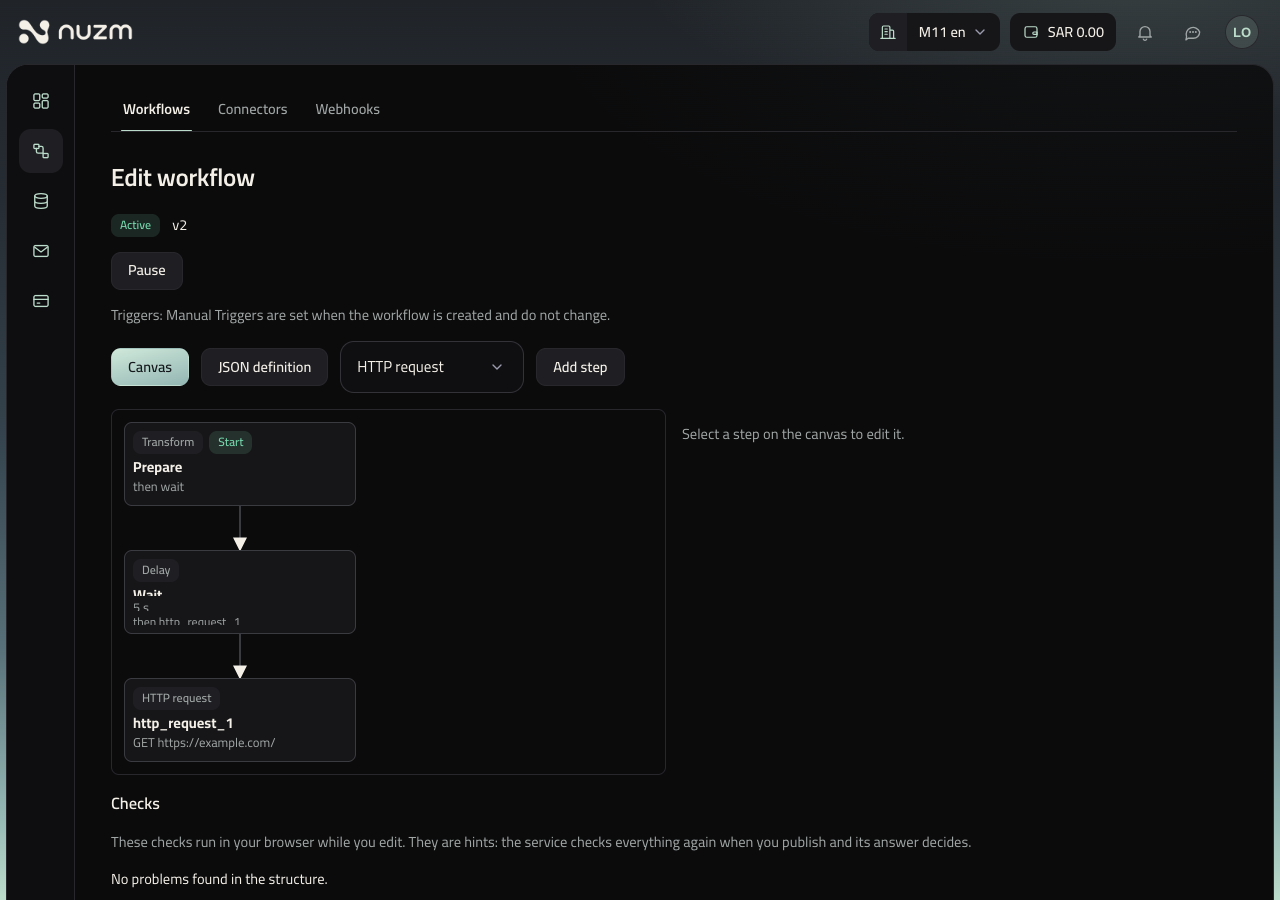 nuzm
M11 en
SAR 0.00
LO
Workflows Connectors Webhooks
Edit workflow
Active v2
Pause
Triggers: Manual Triggers are set when the workflow is created and do not change.
Canvas JSON definition HTTP request Add step
Transform Start
Prepare
then wait
Select a step on the canvas to edit it.
Delay
Wait
5 s
then http_request_1
HTTP request
http_request_1
GET https://example.com/
Checks
These checks run in your browser while you edit. They are hints: the service checks everything again when you publish and its answer decides.
No problems found in the structure.